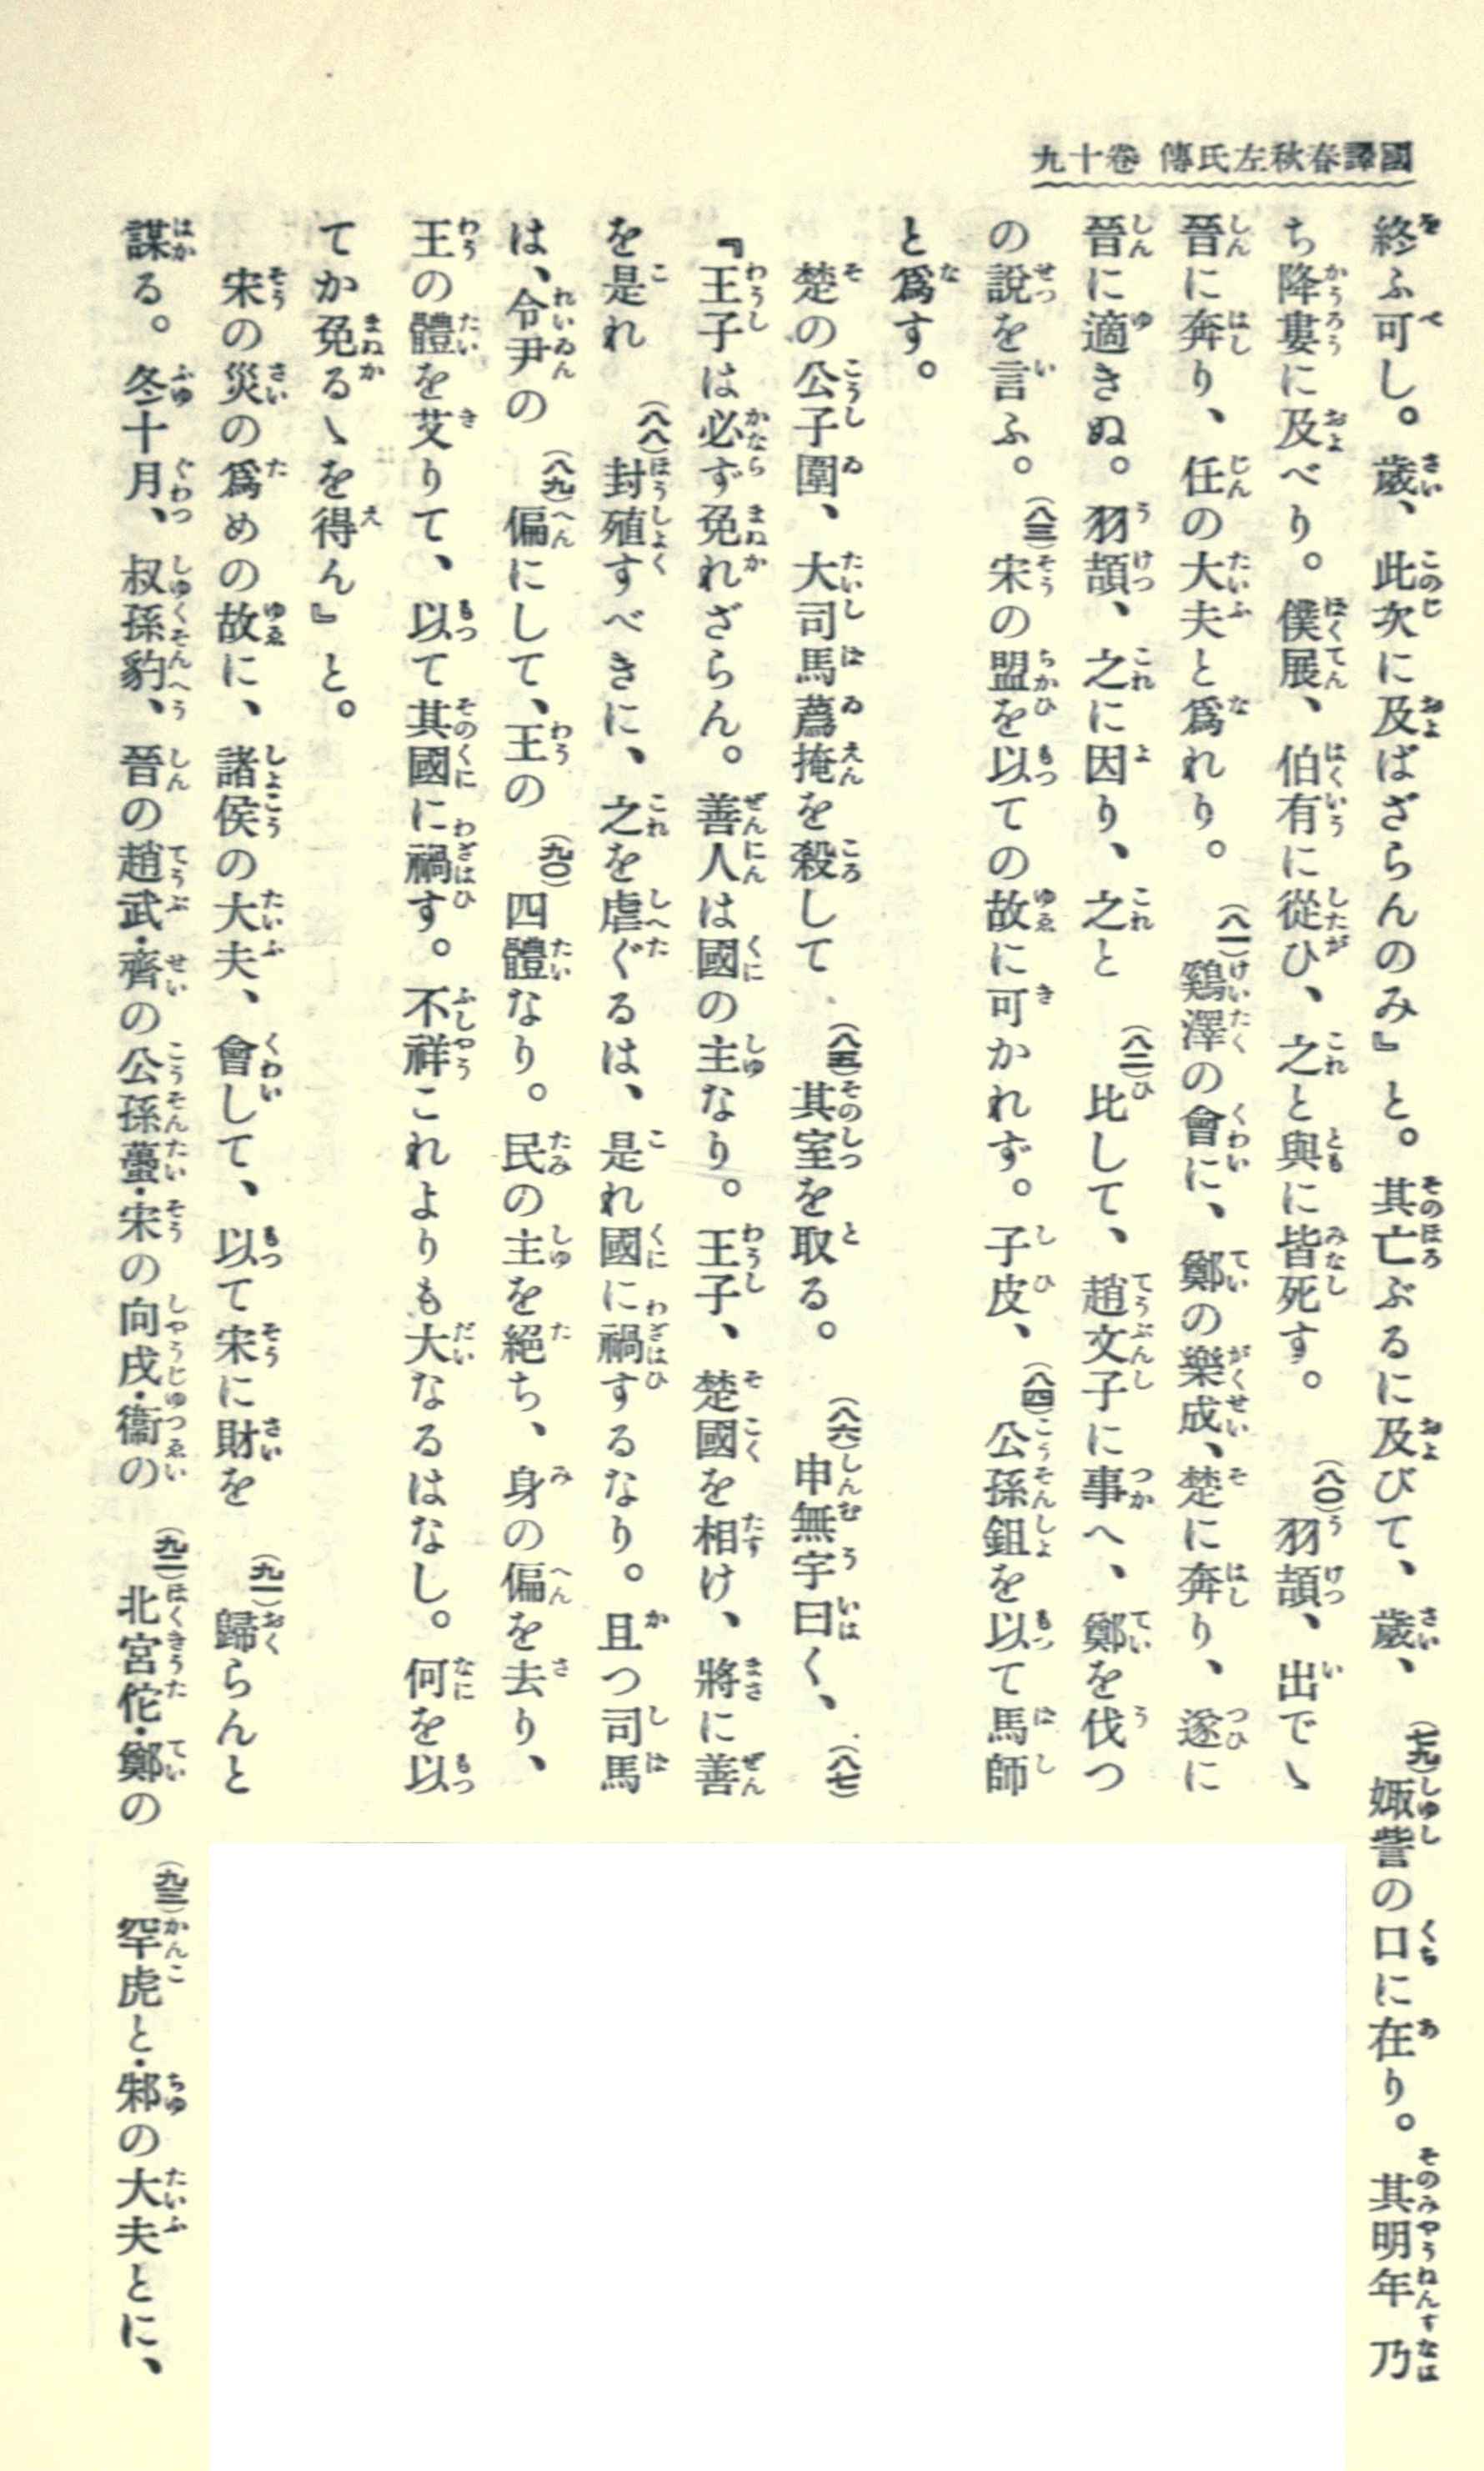 國譯春秋左氏傳 卷十九
終ふ可し。歲、此次に及ばざらんのみ』と。其亡ぶるに及びて、歲、(七九)娵訾の口に在り。其明年乃
ち降婁に及べり。僕展、伯有に從ひ、之と與に皆死す。(八〇)羽頡、出でゝ
晉に奔り、任の大夫と爲れり。(八一)鷄澤の會に、鄭の樂成、楚に奔り、遂に
晉に適きぬ。羽頡、之に因り、之と(八二)比して、趙文子に事へ、鄭を伐つ
の說を言ふ。(八三)宋の盟を以ての故に可かれず。子皮、(八四)公孫鉏を以て馬師
と爲す。
楚の公子圍、大司馬蔿掩を殺して(八五)其室を取る。(八六)申無宇曰く、(八七)
『王子は必ず免れざらん。善人は國の主なり。王子、楚國を相け、將に善
を是れ(八八)封殖すべきに、之を虐ぐるは、是れ國に禍するなり。且つ司馬
は、令尹の(八九)偏にして、王の(九〇)四體なり。民の主を絕ち、身の偏を去り、
王の體を艾りて、以て其國に禍す。不祥これよりも大なるはなし。何を以
てか免るゝを得ん』と。
宋の災の爲めの故に、諸侯の大夫、會して、以て宋に財を(九一)歸らんと
謀る。冬十月、叔孫豹、晉の趙武・齊の公孫蠆・宋の向戌・衞の(九二)北宮佗・鄭の(九三)罕虎と・邾の大夫とに、